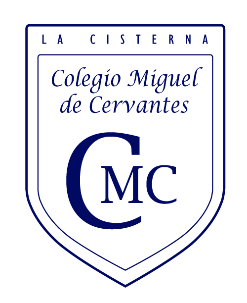 LA CISTERNA
Colegio Miguel
de Cervantes
CMC